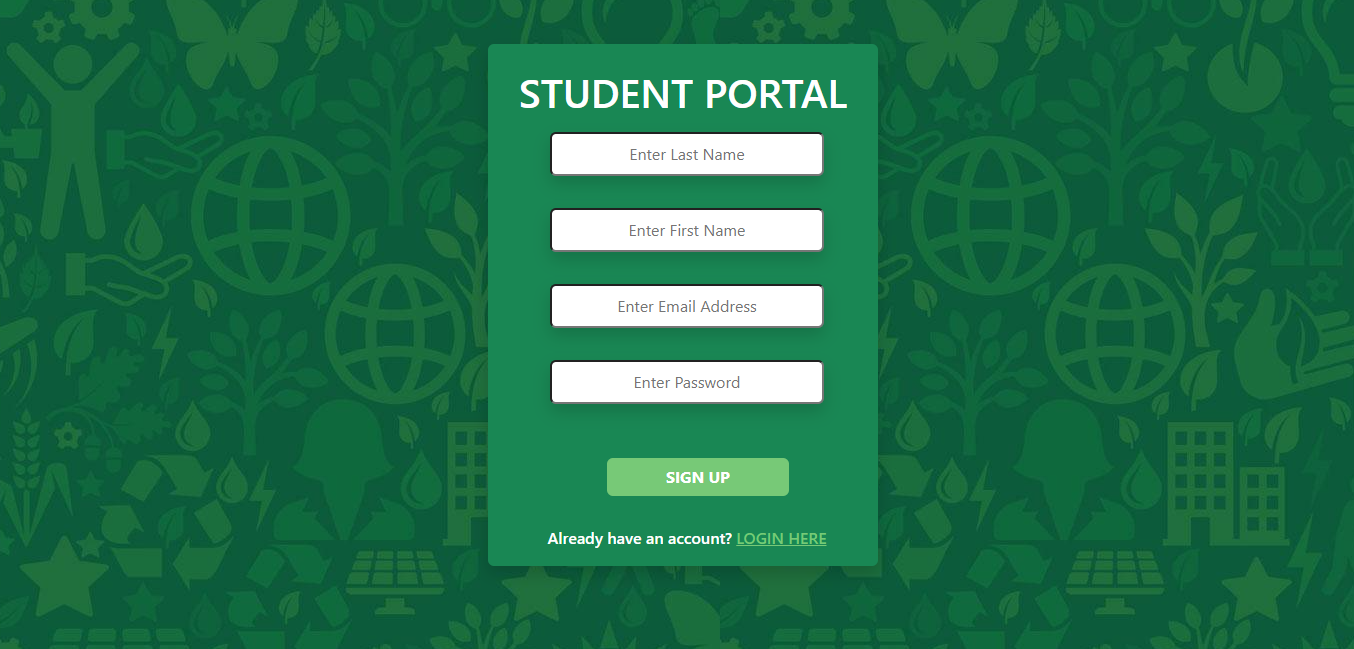 STUDENT PORTAL
Enter Last Name
Enter First Name
Enter Email Address
Enter Password
SIGN UP
Already have an account? LOGIN HERE